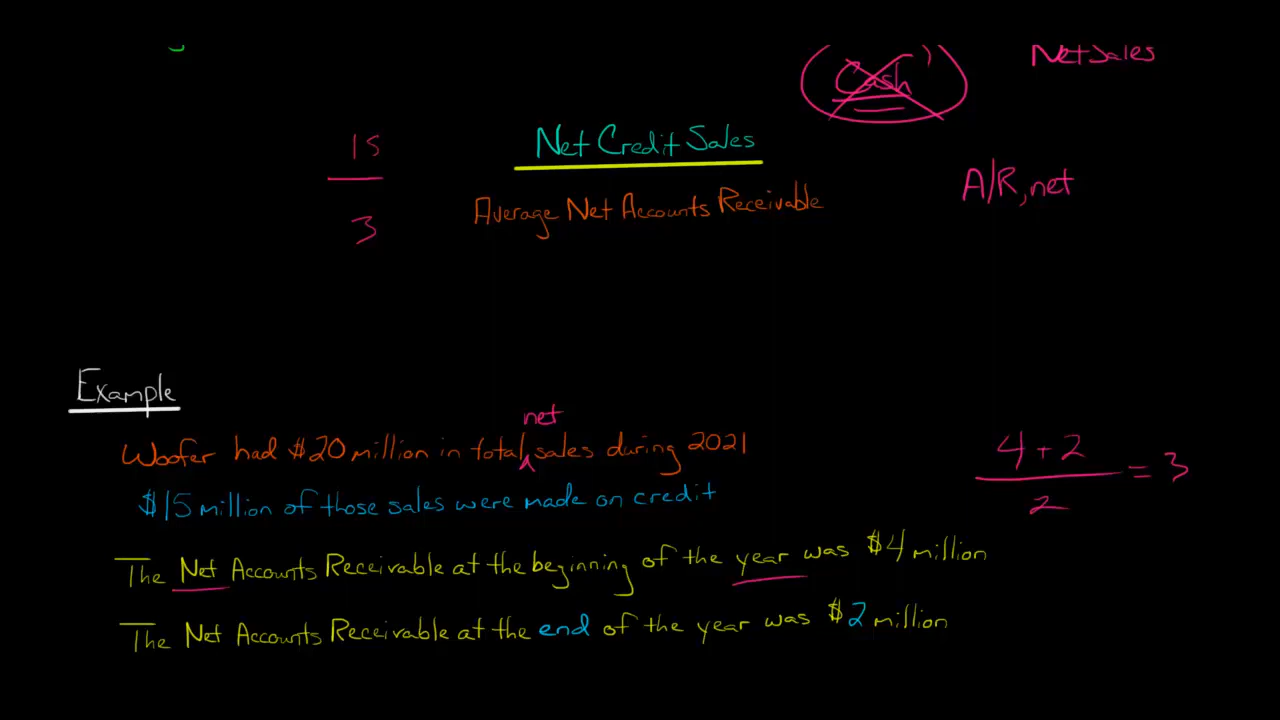 Cash
Net Sales
15
3
Net Credit Sales
Average Net Accounts Receivable
A/R, net
Example
net
Woofer had $20 million in total sales during 2021
$15 million of those sales were made on credit
4 + 2
2
= 3
The Net Accounts Receivable at the beginning of the year was $4 million
The Net Accounts Receivable at the end of the year was $2 million